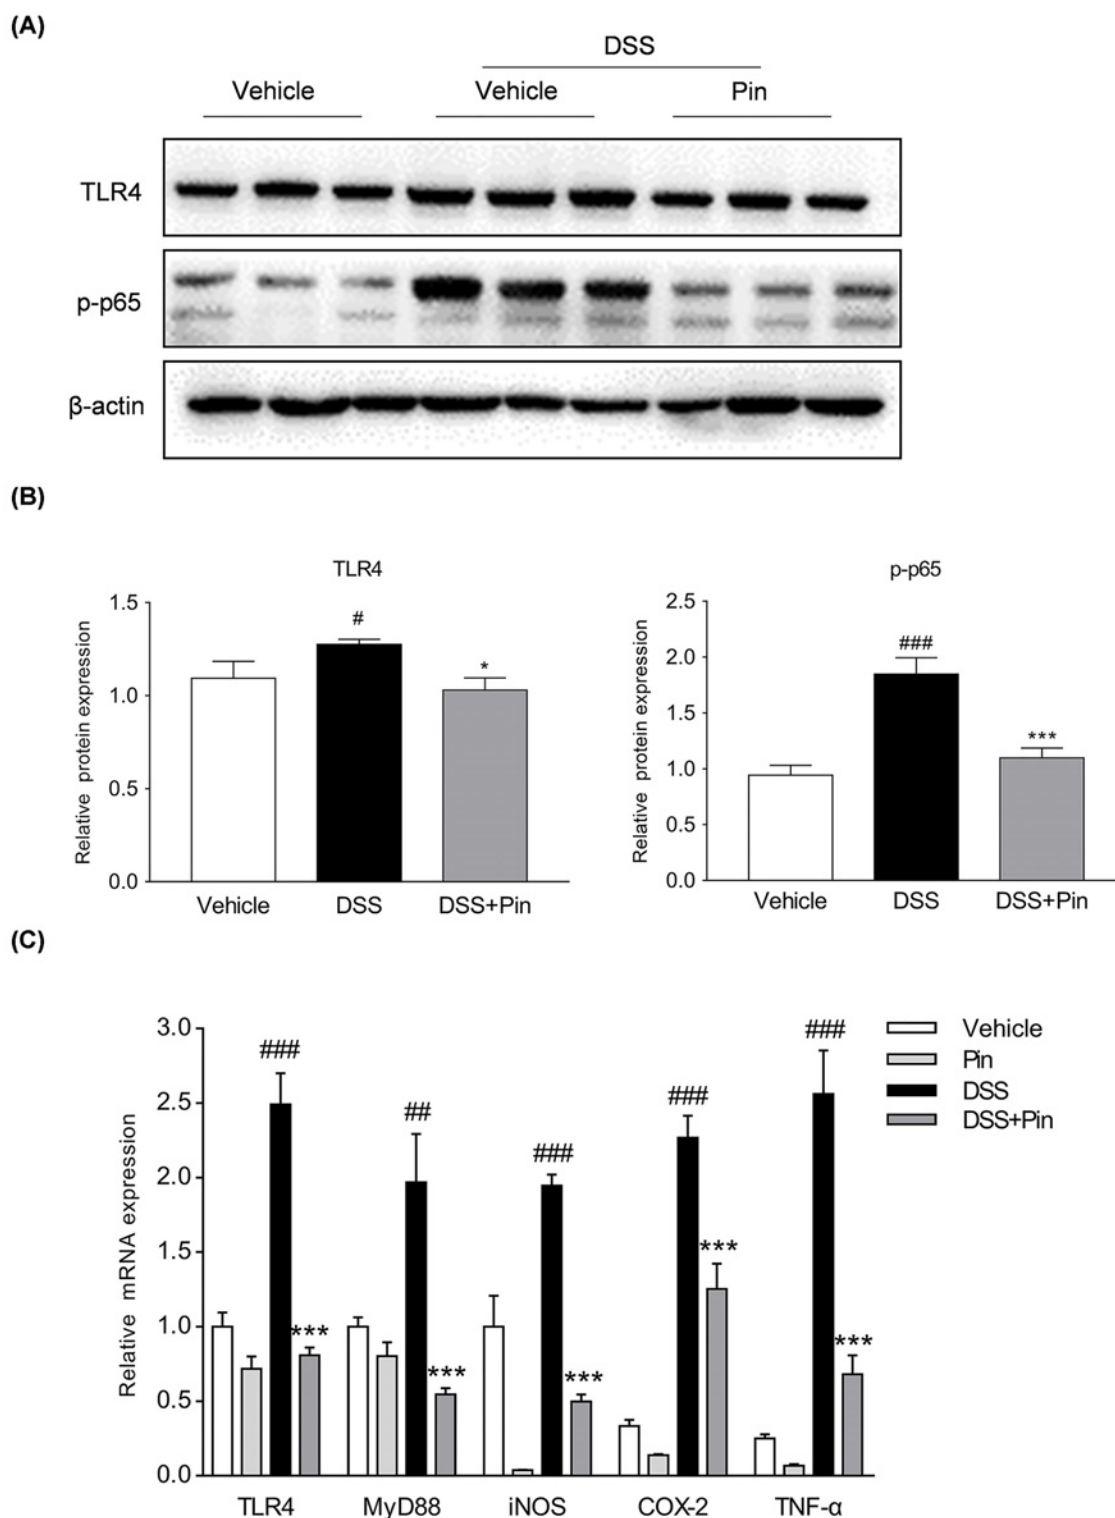 (A)
DSS
Vehicle Vehicle Pin
TLR4
p-p65
β-actin
(B)
TLR4
1.5
1.0
0.5
0.0
Relative protein expression
#
*
Vehicle DSS DSS+Pin
p-p65
2.5
2.0
1.5
1.0
0.5
0.0
Relative protein expression
###
***
Vehicle DSS DSS+Pin
(C)
3.0
2.5
2.0
1.5
1.0
0.5
0.0
Relative mRNA expression
###
***
##
***
###
***
###
***
###
***
TLR4 MyD88 iNOS COX-2 TNF-α
Vehicle
Pin
DSS
DSS+Pin